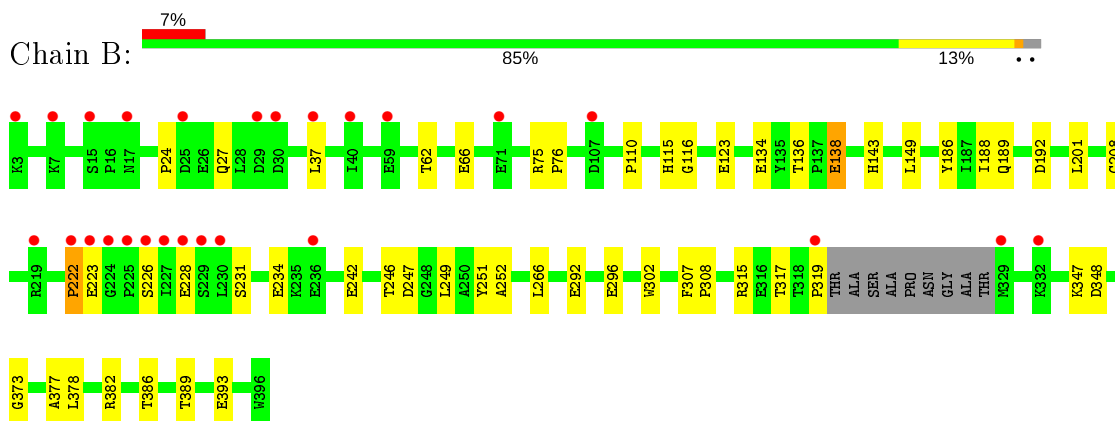 7%
Chain B:
85%
13%
K3 K7 S15 P16 N17 P24 D25 E26 Q27 L28 D29 D30 L37 I40 E59 T62 E66 E71 R75 P76 D107 P110 H115 G116 E123 E134 Y135 T136 P137 E138 H143 L149 Y186 I187 I188 Q189 D192 L201
R219 P222 E223 G224 P225 S226 I227 E228 S229 L230 S231 E234 K235 E236 E242 T246 D247 G248 L249 A250 Y251 A252 L266 E292 E296 W302 F307 P308 R315 E316 T317 T318 P319 THR ALA SER ALA PRO ASN GLY ALA THR M329 K332 K347 D348
G373 A377 L378 R382 T386 T389 E393 W396